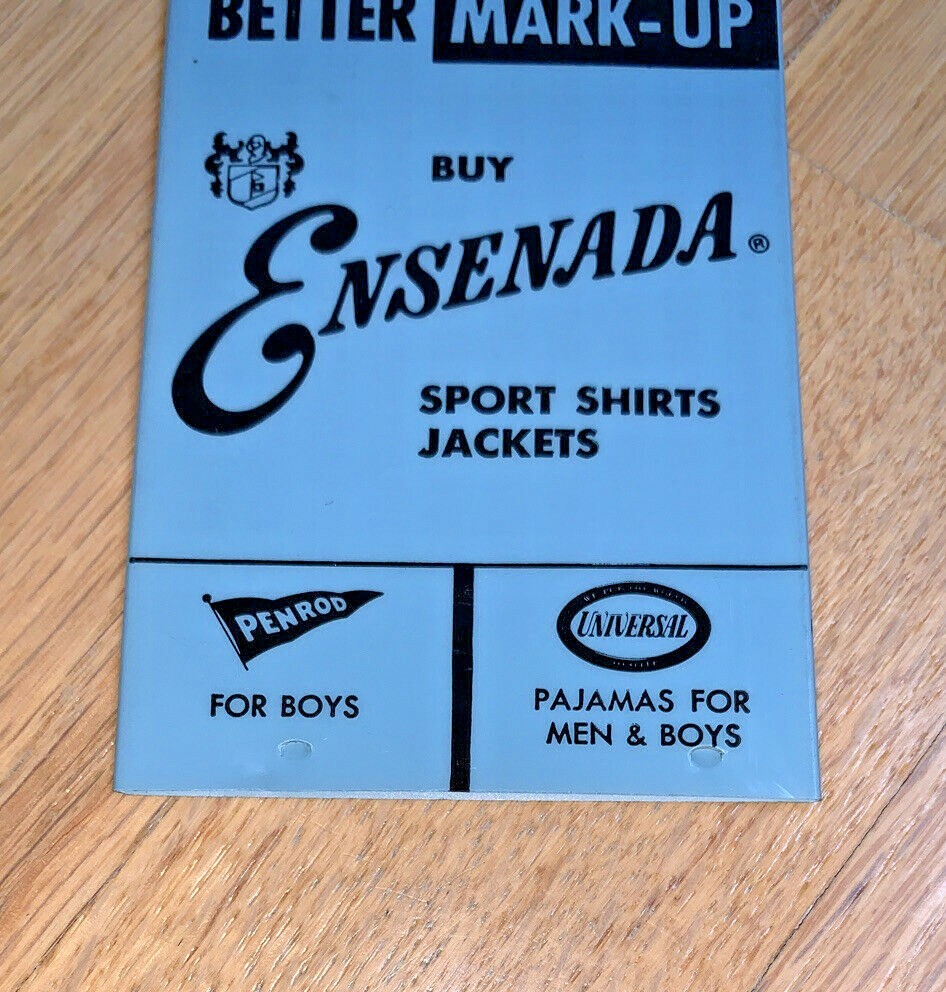 BETTER MARK-UP
BUY
ENSENADA®
SPORT SHIRTS
JACKETS
PENROD
FOR BOYS
UNIVERSAL
PAJAMAS FOR
MEN & BOYS